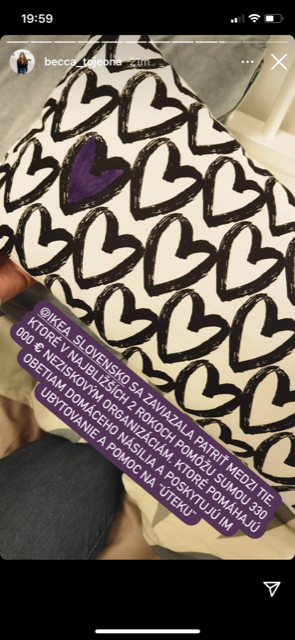 19:59
becca_tojeona 21m
@IKEA_SLOVENSKO SA ZAVIAZALA PATRIŤ MEDZI TIE
KTORÉ V NAJBLIŽŠÍCH 2 ROKOCH POMÔŽU SUMOU 330
000 € NEZISKOVÝM ORGANIZÁCIÁM, KTORÉ POMÁHAJÚ
OBETIAM DOMÁCEHO NÁSILIA A POSKYTUJÚ IM
UBYTOVANIE A POMOC NA "ÚTEKU"